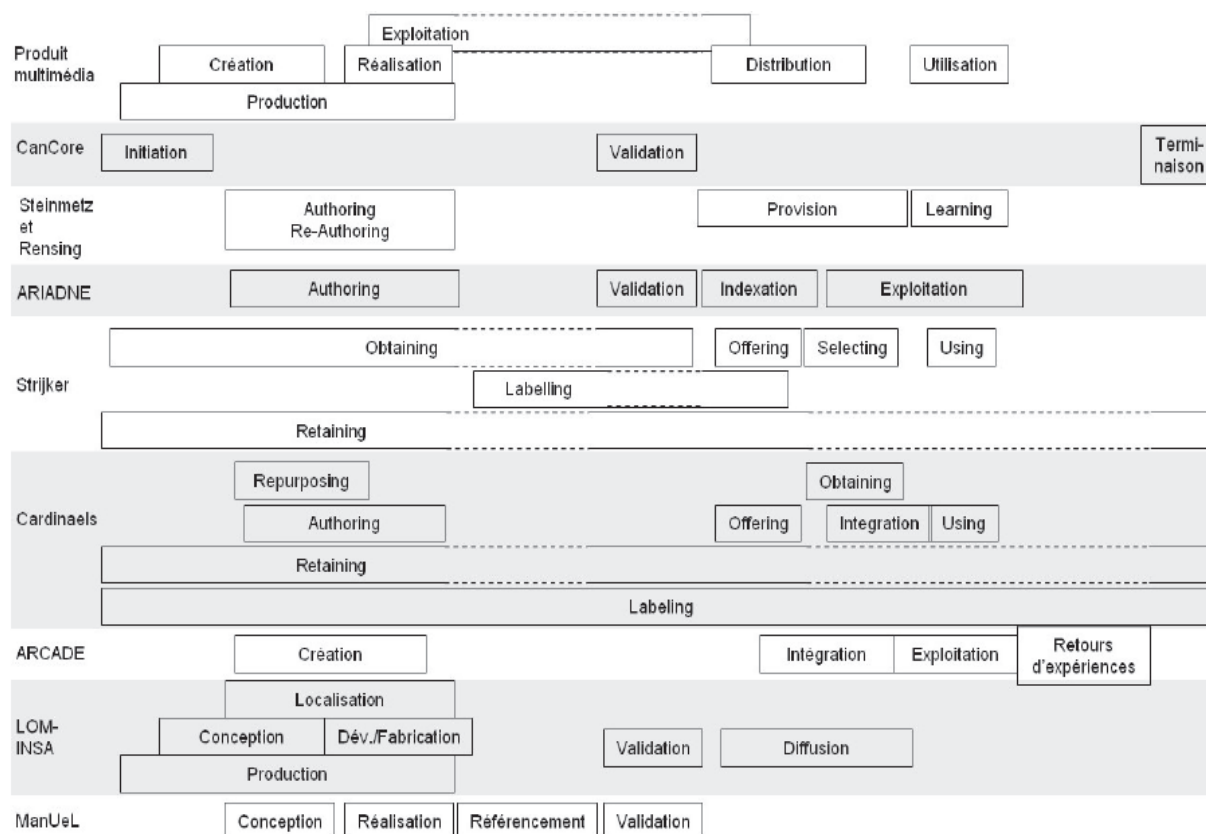 Exploitation
Produit
multimédia
Création
Réalisation
Distribution
Utilisation
Production
CanCore
Initiation
Validation
Termi-
naison
Steinmetz
et
Rensing
Authoring
Re-Authoring
Provision
Learning
ARIADNE
Authoring
Validation
Indexation
Exploitation
Obtaining
Offering
Selecting
Using
Strijker
Labelling
Retaining
Repurposing
Obtaining
Cardinaels
Authoring
Offering
Integration
Using
Retaining
Labeling
ARCADE
Création
Intégration
Exploitation
Retours
d'expériences
Localisation
LOM-
INSA
Conception
Dév./Fabrication
Validation
Diffusion
Production
ManUeL
Conception
Réalisation
Référencement
Validation